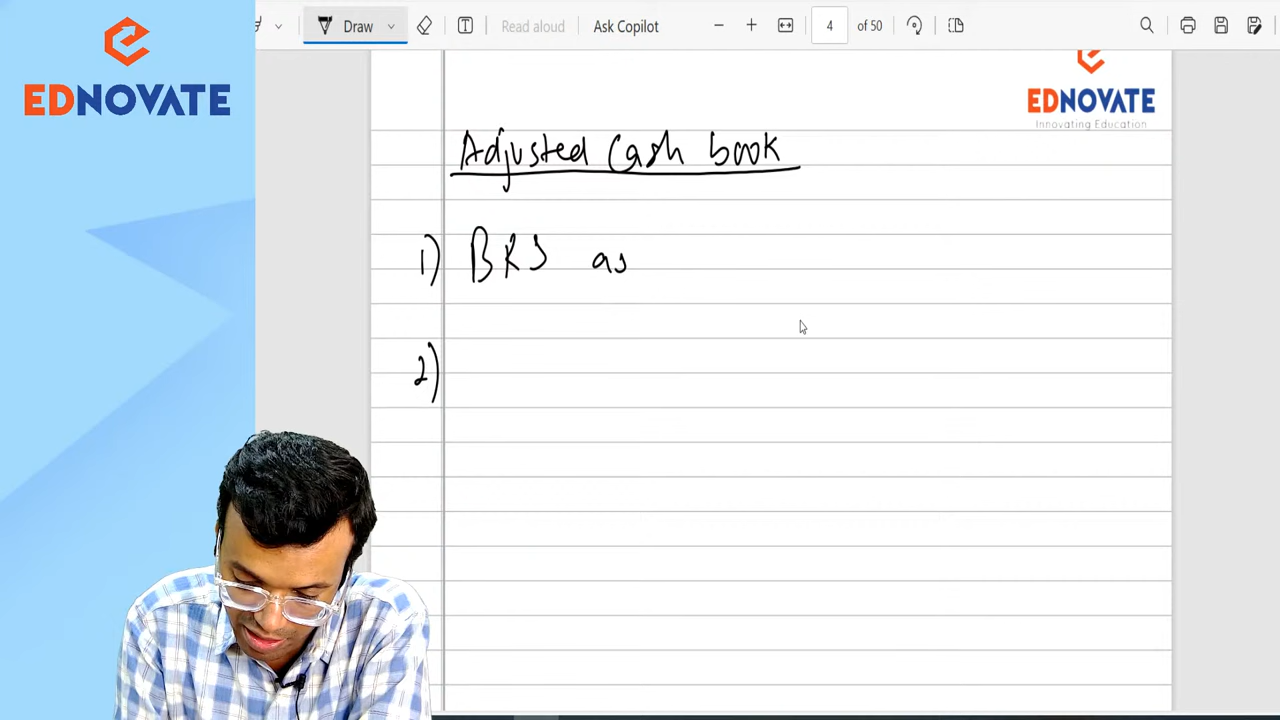 EDNOVATE
Draw
Read aloud
Ask Copilot
4
of 50
EDNOVATE
Innovating Education
Adjusted Cash book
1) BRS as
2)